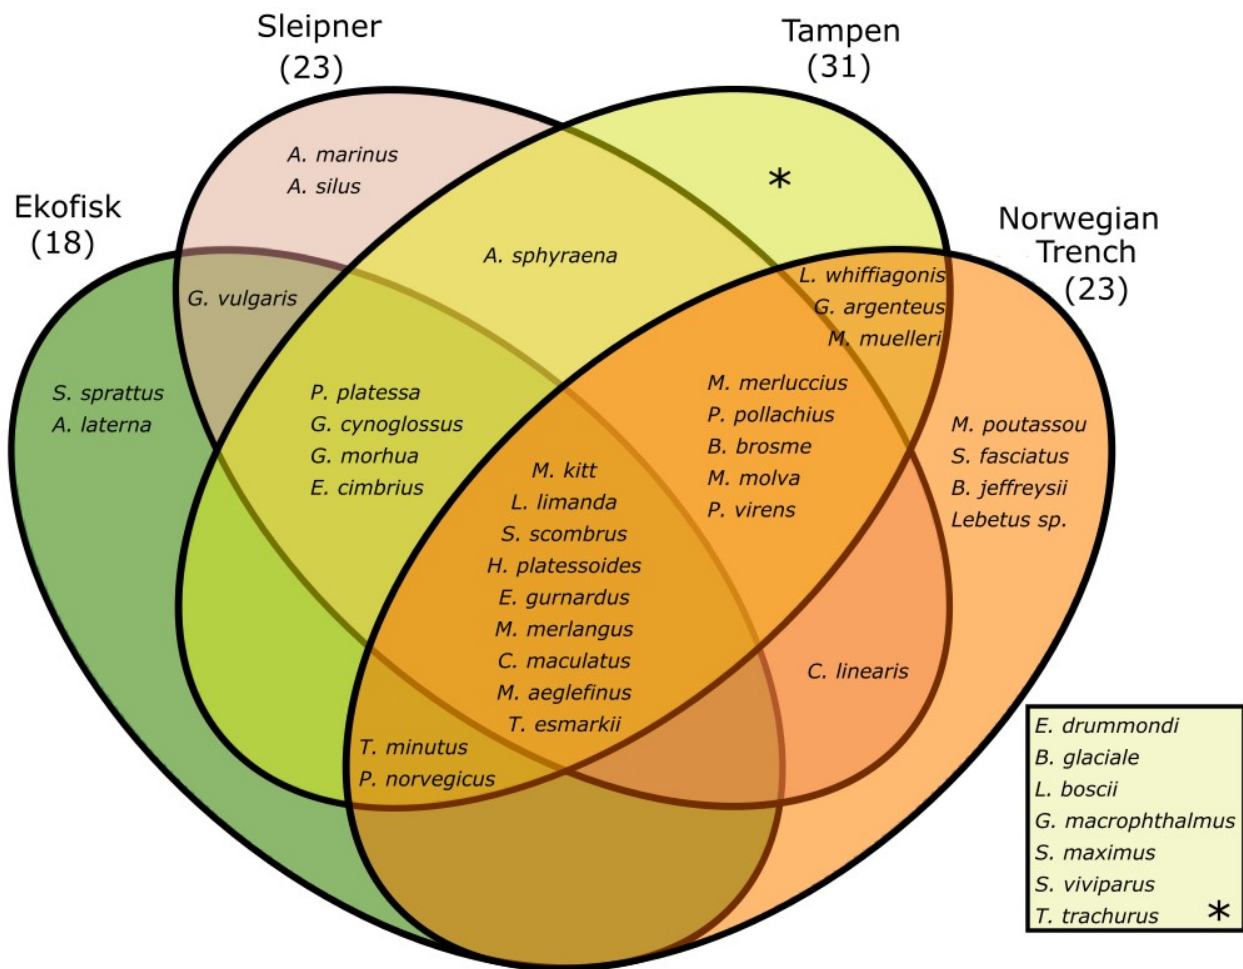 Sleipner
(23)
Tampen
(31)
Ekofisk
(18)
Norwegian
Trench
(23)
A. marinus
A. silus
*
A. sphyraena
G. vulgaris
L. whiffiagonis
G. argenteus
M. muelleri
S. sprattus
A. laterna
P. platessa
G. cynoglossus
G. morhua
E. cimbrius
M. merluccius
P. pollachius
B. brosme
M. molva
P. virens
M. poutassou
S. fasciatus
B. jeffreysii
Lebetus sp.
M. kitt
L. limanda
S. scombrus
H. platessoides
E. gurnardus
M. merlangus
C. maculatus
M. aeglefinus
T. esmarkii
C. linearis
T. minutus
P. norvegicus
E. drummondi
B. glaciale
L. boscii
G. macrophthalmus
S. maximus
S. viviparus
T. trachurus *